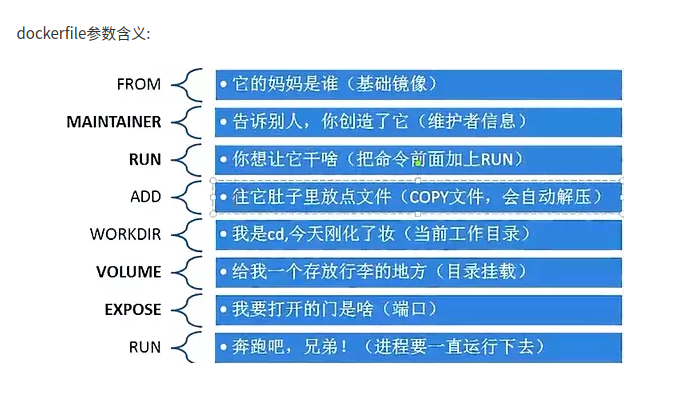 dockerfile参数含义:
FROM • 它的妈妈是谁（基础镜像）
MAINTAINER • 告诉别人，你创造了它（维护者信息）
RUN • 你想让它干啥（把命令前面加上RUN）
ADD • 往它肚子里放点文件（COPY文件，会自动解压）
WORKDIR • 我是cd,今天刚化了妆（当前工作目录）
VOLUME • 给我一个存放行李的地方（目录挂载）
EXPOSE • 我要打开的门是啥（端口）
RUN • 奔跑吧，兄弟！（进程要一直运行下去）